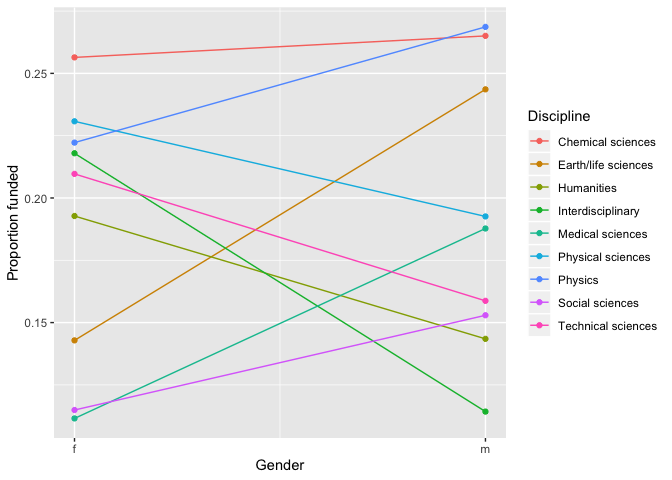 0.25
0.20
0.15
Proportion funded
f
m
Gender
Discipline
Chemical sciences
Earth/life sciences
Humanities
Interdisciplinary
Medical sciences
Physical sciences
Physics
Social sciences
Technical sciences